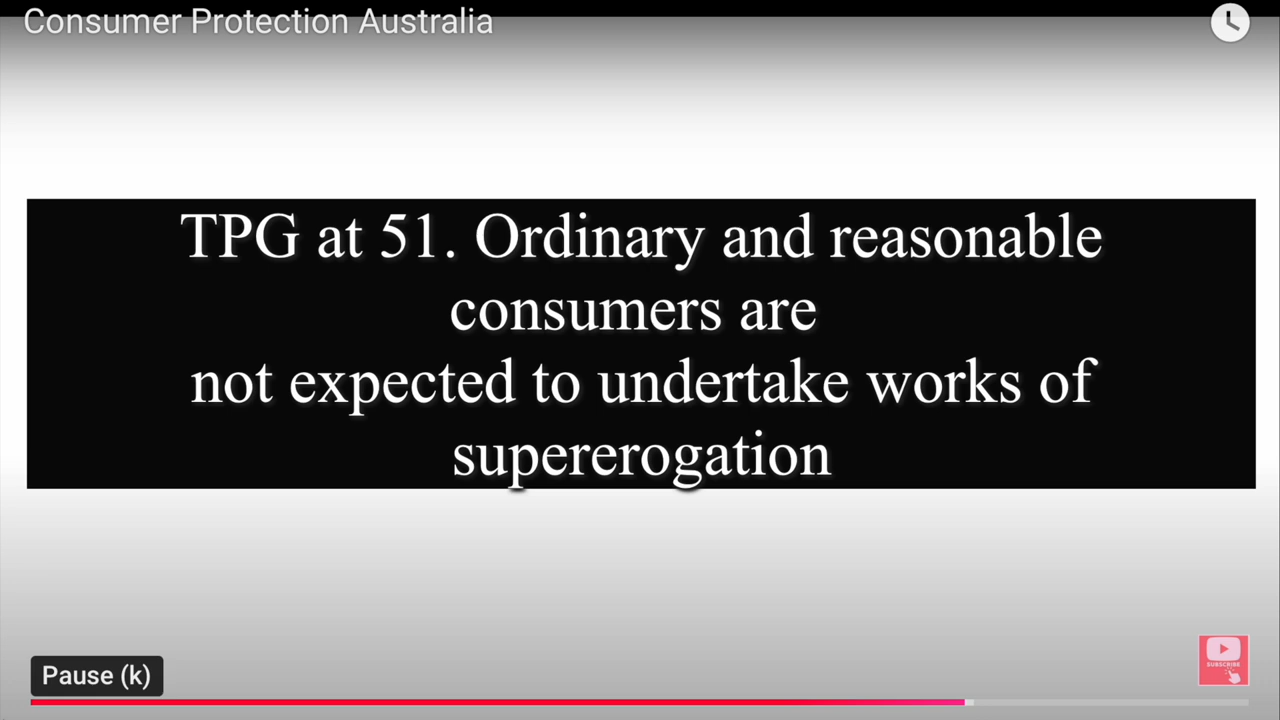 Consumer Protection Australia
TPG at 51. Ordinary and reasonable
consumers are
not expected to undertake works of
supererogation
SUBSCRIBE
Pause (k)